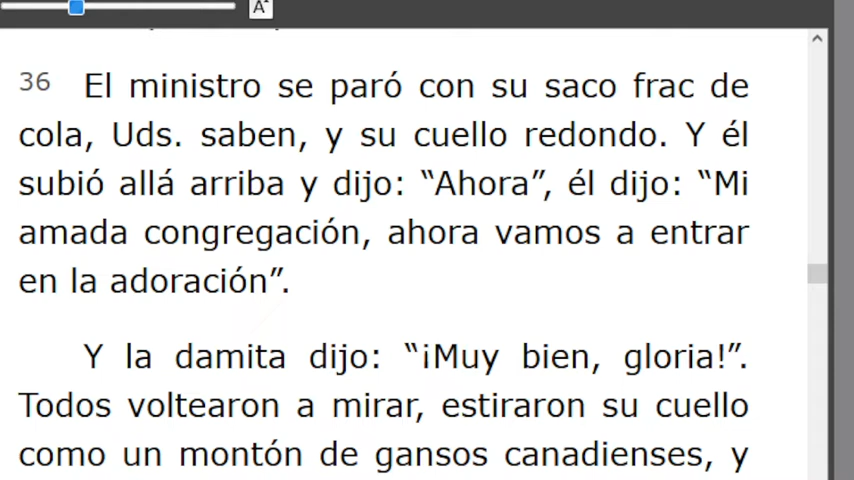 A
36 El ministro se paró con su saco frac de
cola, Uds. saben, y su cuello redondo. Y él
subió allá arriba y dijo: “Ahora”, él dijo: “Mi
amada congregación, ahora vamos a entrar
en la adoración”.
Y la damita dijo: “¡Muy bien, gloria!”.
Todos voltearon a mirar, estiraron su cuello
como un montón de gansos canadienses, y